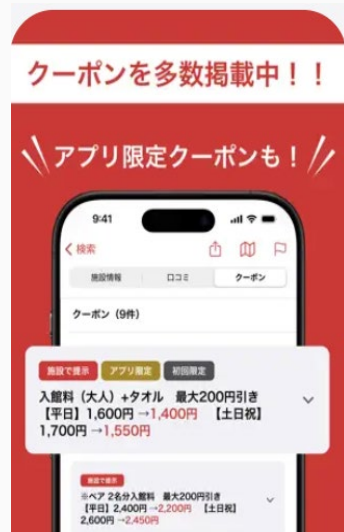 クーポンを多数掲載中！！
アプリ限定クーポンも！
9:41
検索
施設情報 口コミ クーポン
クーポン（9件）
施設で提示 アプリ限定 初回限定
入館料（大人）+タオル 最大200円引き
【平日】1,600円→1,400円 【土日祝】
1,700円→1,550円
施設で提示
※ペア 2名分入館料 最大200円引き
【平日】2,400円→2,200円 【土日祝】
2,600円→2,450円